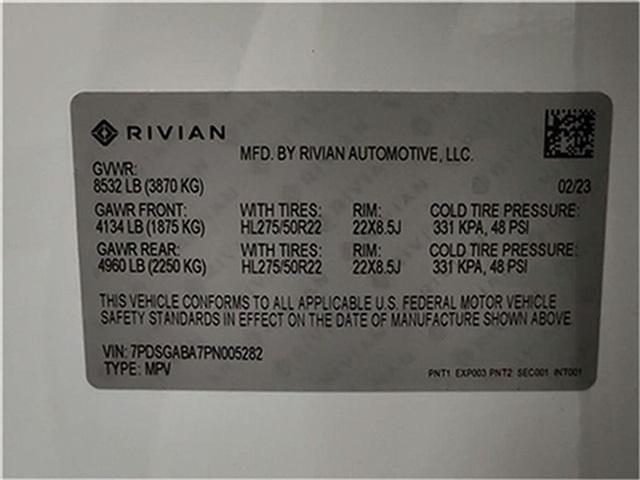 RIVIAN
MFD. BY RIVIAN AUTOMOTIVE, LLC.
GVWR:
8532 LB (3870 KG) 02/23
GAWR FRONT: WITH TIRES: RIM: COLD TIRE PRESSURE:
4134 LB (1875 KG) HL275/50R22 22X8.5J 331 KPA, 48 PSI
GAWR REAR: WITH TIRES: RIM: COLD TIRE PRESSURE:
4960 LB (2250 KG) HL275/50R22 22X8.5J 331 KPA, 48 PSI
THIS VEHICLE CONFORMS TO ALL APPLICABLE U.S. FEDERAL MOTOR VEHICLE
SAFETY STANDARDS IN EFFECT ON THE DATE OF MANUFACTURE SHOWN ABOVE.
VIN: 7PDSGABA7PN005282
TYPE: MPV
PNT1 EXP003 PNT2: SEC001 INT001